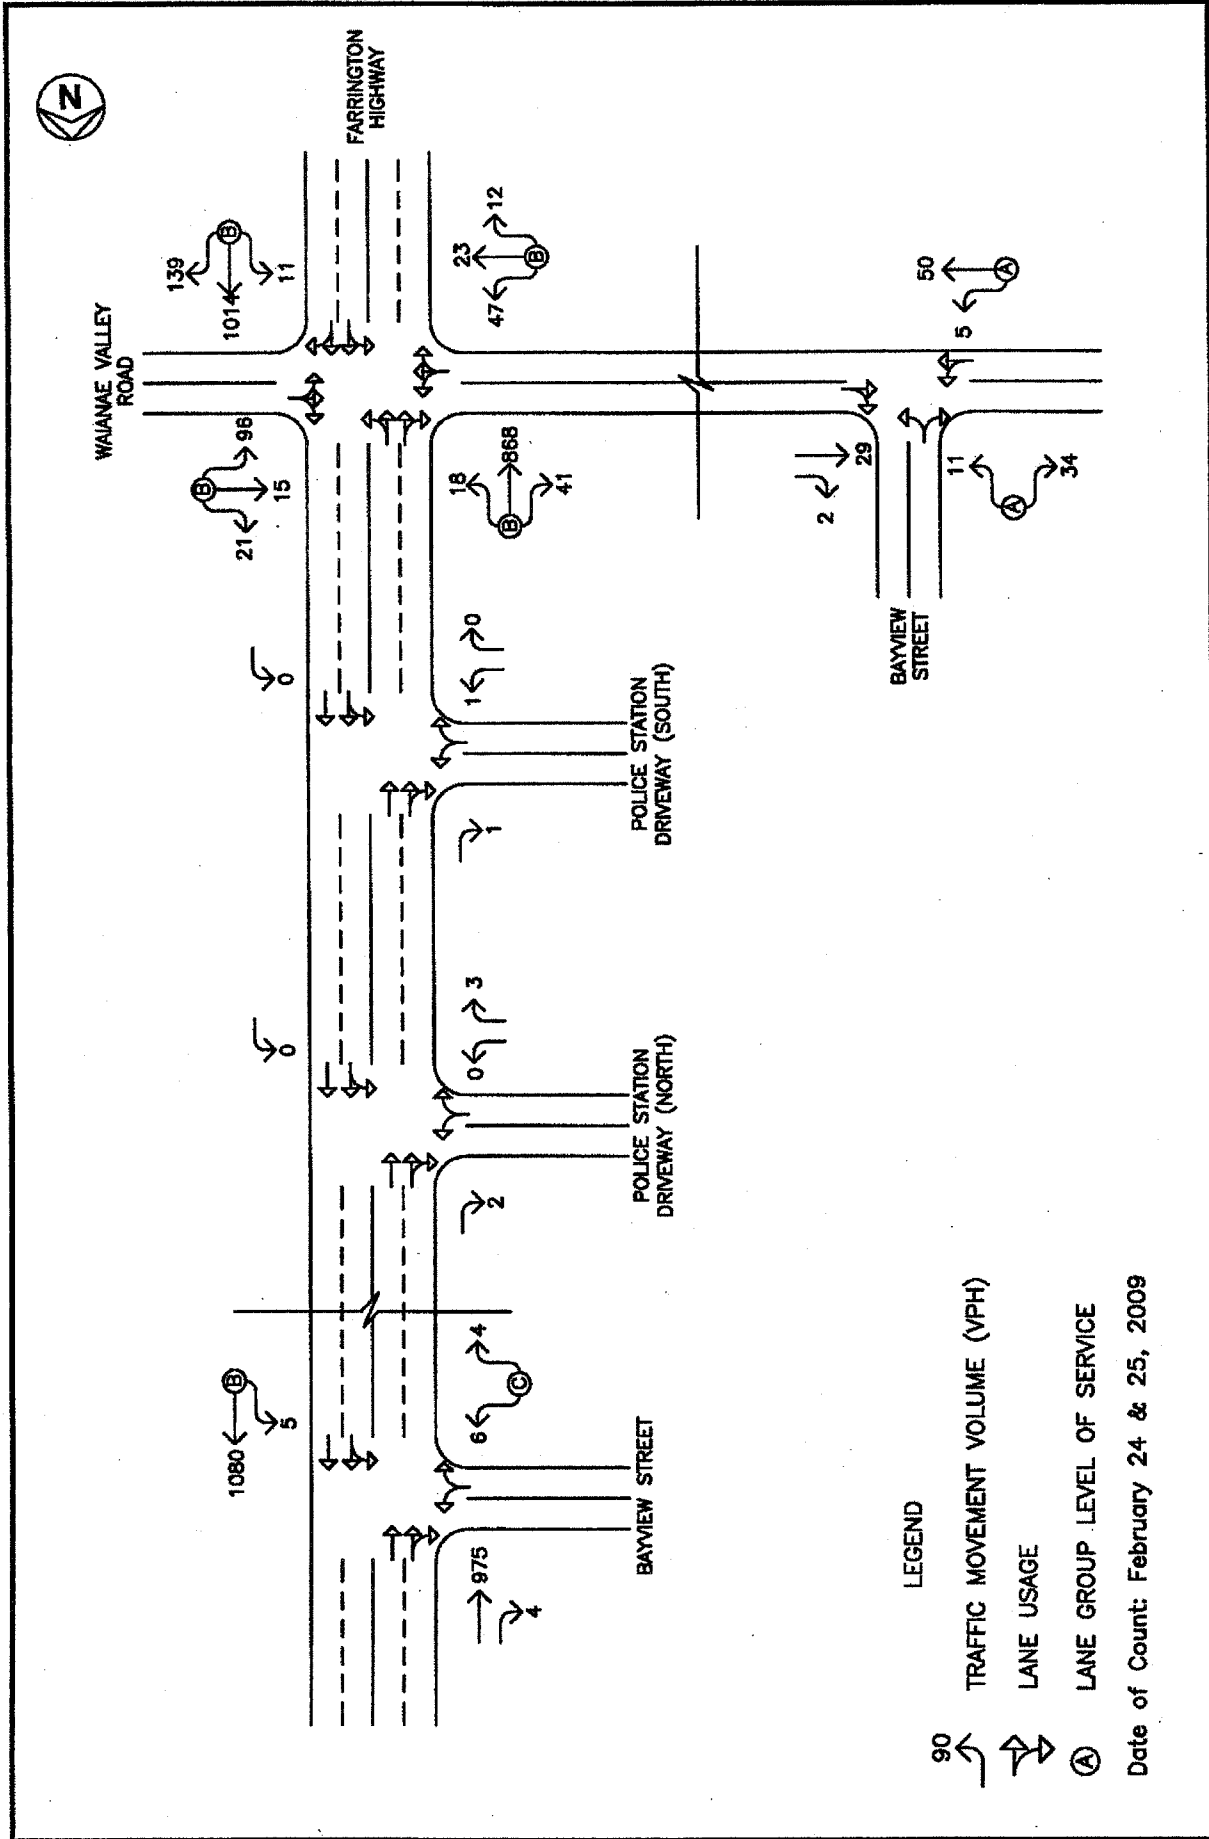 N
FARRINGTON
HIGHWAY
WAIANAE VALLEY
ROAD
139
B
1014
11
23
12
47
B
B
96
15
21
18
868
B
41
50
A
5
29
2
11
A
34
BAYVIEW
STREET
0
1
0
POLICE STATION
DRIVEWAY (SOUTH)
1
0
0
3
POLICE STATION
DRIVEWAY (NORTH)
2
1080
B
5
6
4
C
BAYVIEW STREET
975
4
LEGEND
90
TRAFFIC MOVEMENT VOLUME (VPH)
LANE USAGE
A
LANE GROUP LEVEL OF SERVICE
Date of Count: February 24 & 25, 2009